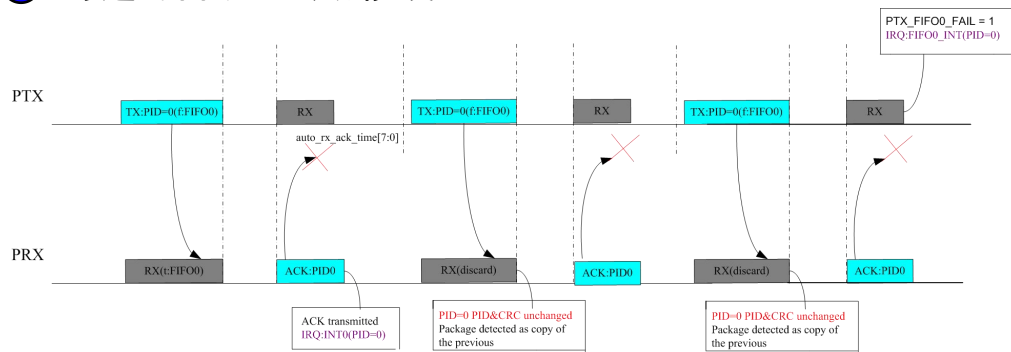 PTX_FIFO0_FAIL = 1
IRQ:FIFO0_INT(PID=0)
PTX
TX:PID=0(f:FIFO0)
RX
TX:PID=0(f:FIFO0)
RX
TX:PID=0(f:FIFO0)
RX
auto_rx_ack_time[7:0]
PRX
RX(t:FIFO0)
ACK:PID0
RX(discard)
ACK:PID0
RX(discard)
ACK:PID0
ACK transmitted
IRQ:INT0(PID=0)
PID=0 PID&CRC unchanged
Package detected as copy of
the previous
PID=0 PID&CRC unchanged
Package detected as copy of
the previous